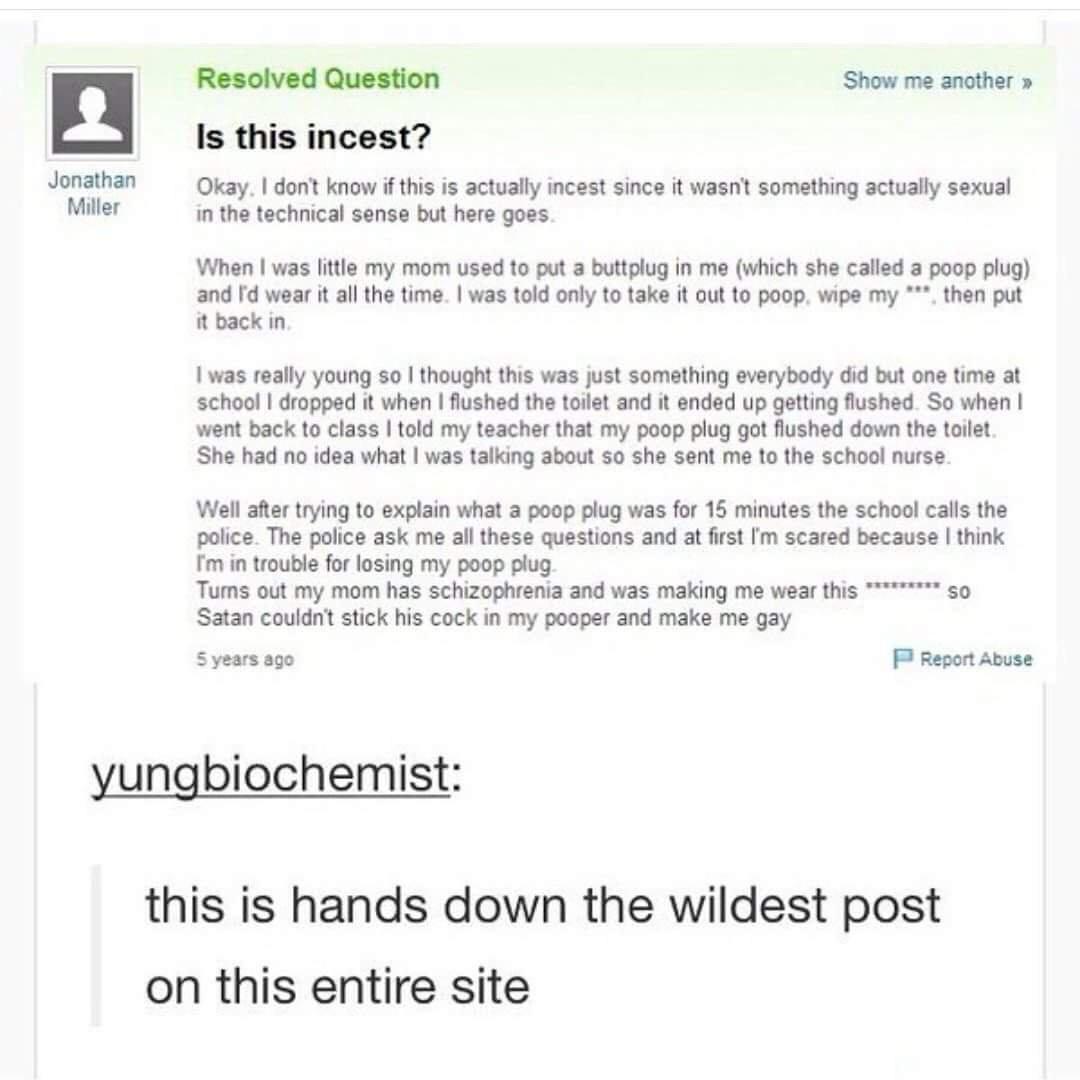 Resolved Question
Show me another »
Is this incest?
Jonathan
Miller
Okay. I don't know if this is actually incest since it wasn't something actually sexual
in the technical sense but here goes.
When I was little my mom used to put a buttplug in me (which she called a poop plug)
and I'd wear it all the time. I was told only to take it out to poop, wipe my ***, then put
it back in.
I was really young so I thought this was just something everybody did but one time at
school I dropped it when I flushed the toilet and it ended up getting flushed. So when I
went back to class I told my teacher that my poop plug got flushed down the toilet.
She had no idea what I was talking about so she sent me to the school nurse.
Well after trying to explain what a poop plug was for 15 minutes the school calls the
police. The police ask me all these questions and at first I'm scared because I think
I'm in trouble for losing my poop plug.
Turns out my mom has schizophrenia and was making me wear this ********* so
Satan couldn't stick his cock in my pooper and make me gay
5 years ago
Report Abuse
yungbiochemist:
this is hands down the wildest post
on this entire site